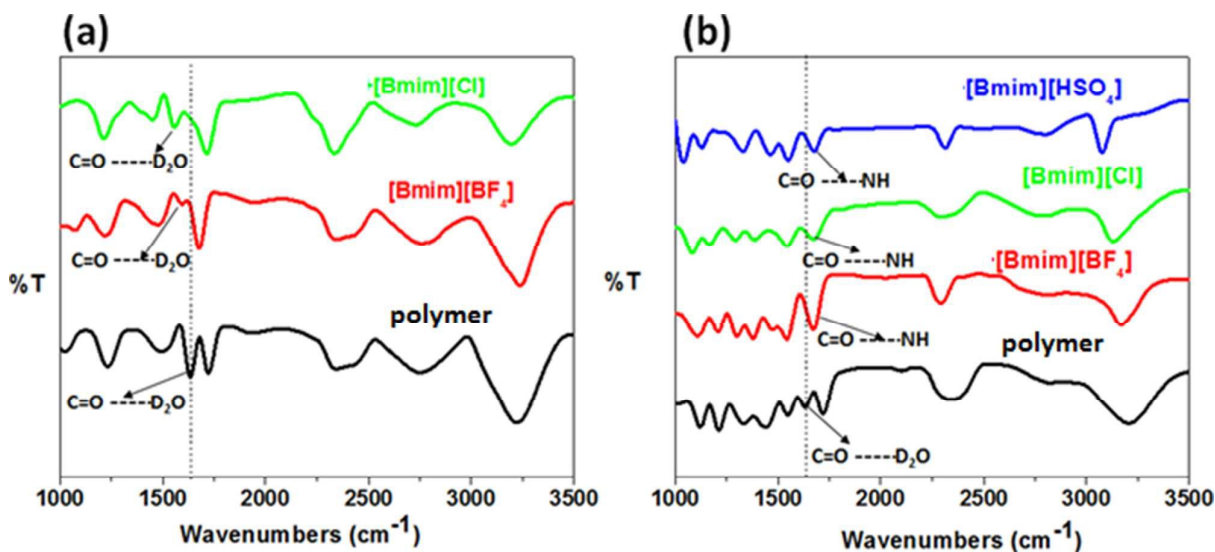 (a)
[Bmim][Cl]
C=O -----D₂O
[Bmim][BF₄]
C=O -----D₂O
%T
polymer
C=O -----D₂O
1000 1500 2000 2500 3000 3500
Wavenumbers (cm⁻¹)
(b)
[Bmim][HSO₄]
C=O -----NH
[Bmim][Cl]
C=O -----NH
[Bmim][BF₄]
%T
C=O -----NH
polymer
C=O -----D₂O
1000 1500 2000 2500 3000 3500
Wavenumbers (cm⁻¹)